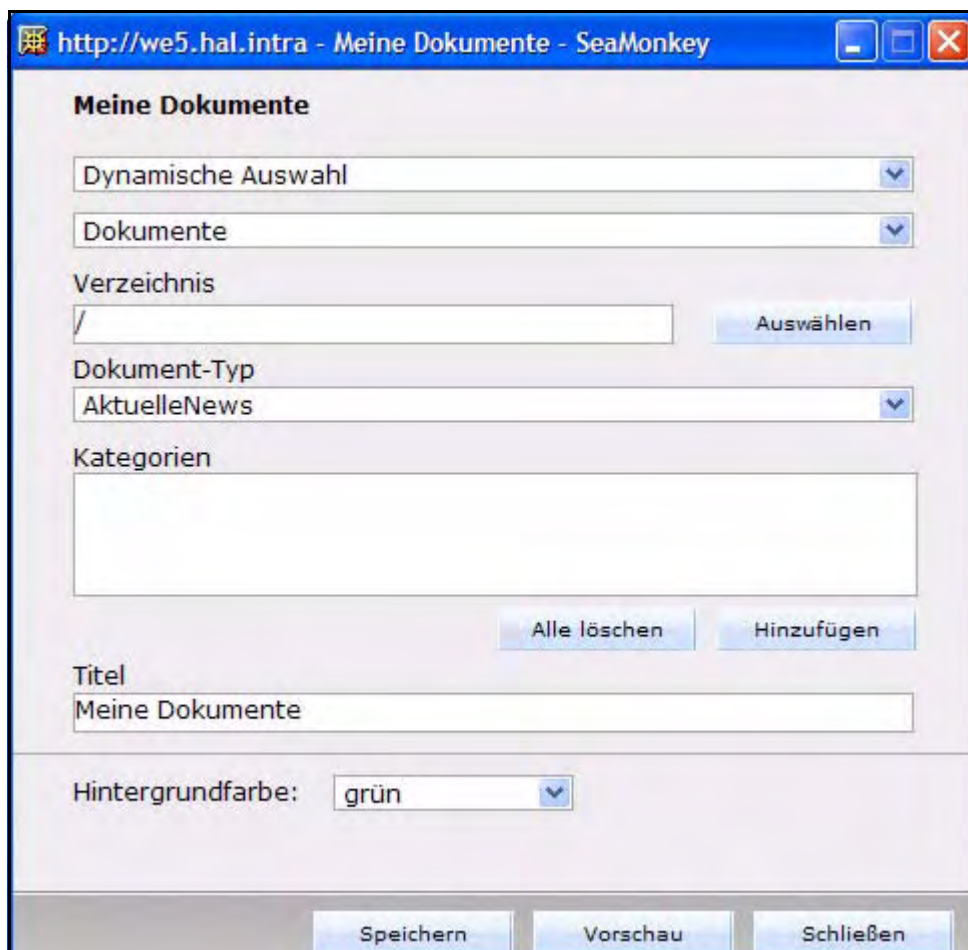 http://we5.hal.intra - Meine Dokumente - SeaMonkey
Meine Dokumente
Dynamische Auswahl
Dokumente
Verzeichnis
/
Auswählen
Dokument-Typ
AktuelleNews
Kategorien
Alle löschen
Hinzufügen
Titel
Meine Dokumente
Hintergrundfarbe:
grün
Speichern
Vorschau
Schließen